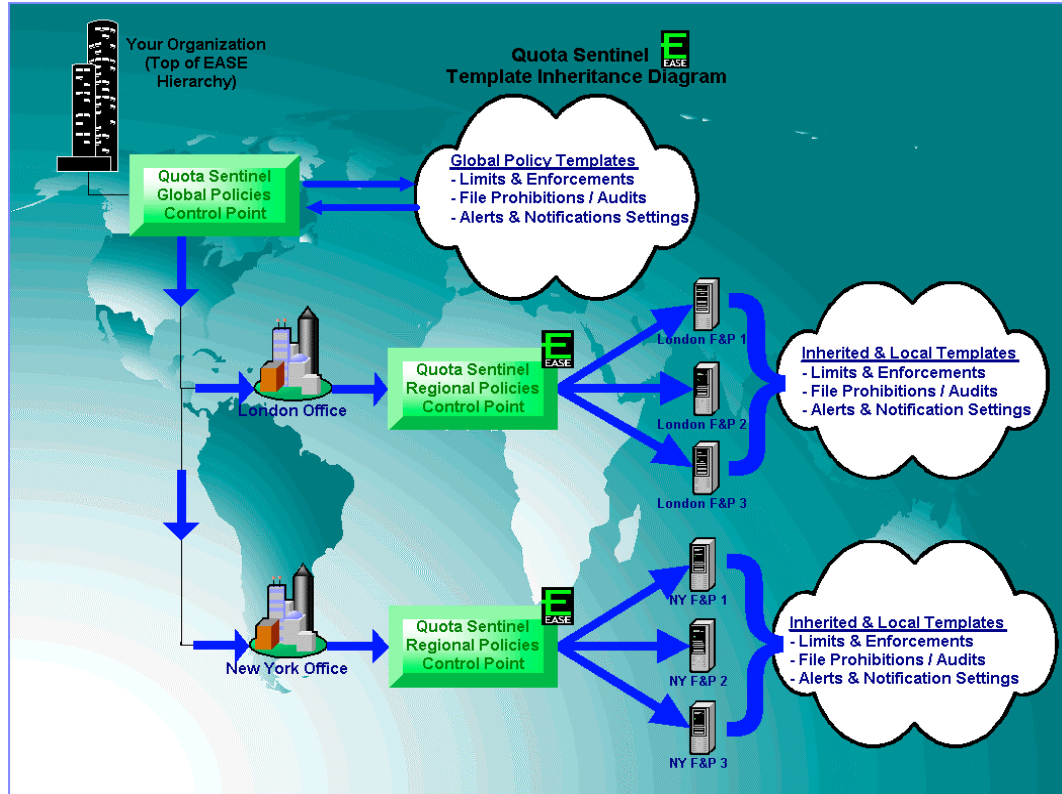 Your Organization
(Top of EASE
Hierarchy)
Quota Sentinel
EASE
Template Inheritance Diagram
Global Policy Templates
- Limits & Enforcements
- File Prohibitions / Audits
- Alerts & Notifications Settings
Quota Sentinel
Global Policies
Control Point
London Office
Quota Sentinel
Regional Policies
Control Point
EASE
London F&P 1
London F&P 2
London F&P 3
Inherited & Local Templates
- Limits & Enforcements
- File Prohibitions / Audits
- Alerts & Notification Settings
New York Office
Quota Sentinel
Regional Policies
Control Point
EASE
NY F&P 1
NY F&P 2
NY F&P 3
Inherited & Local Templates
- Limits & Enforcements
- File Prohibitions / Audits
- Alerts & Notification Settings